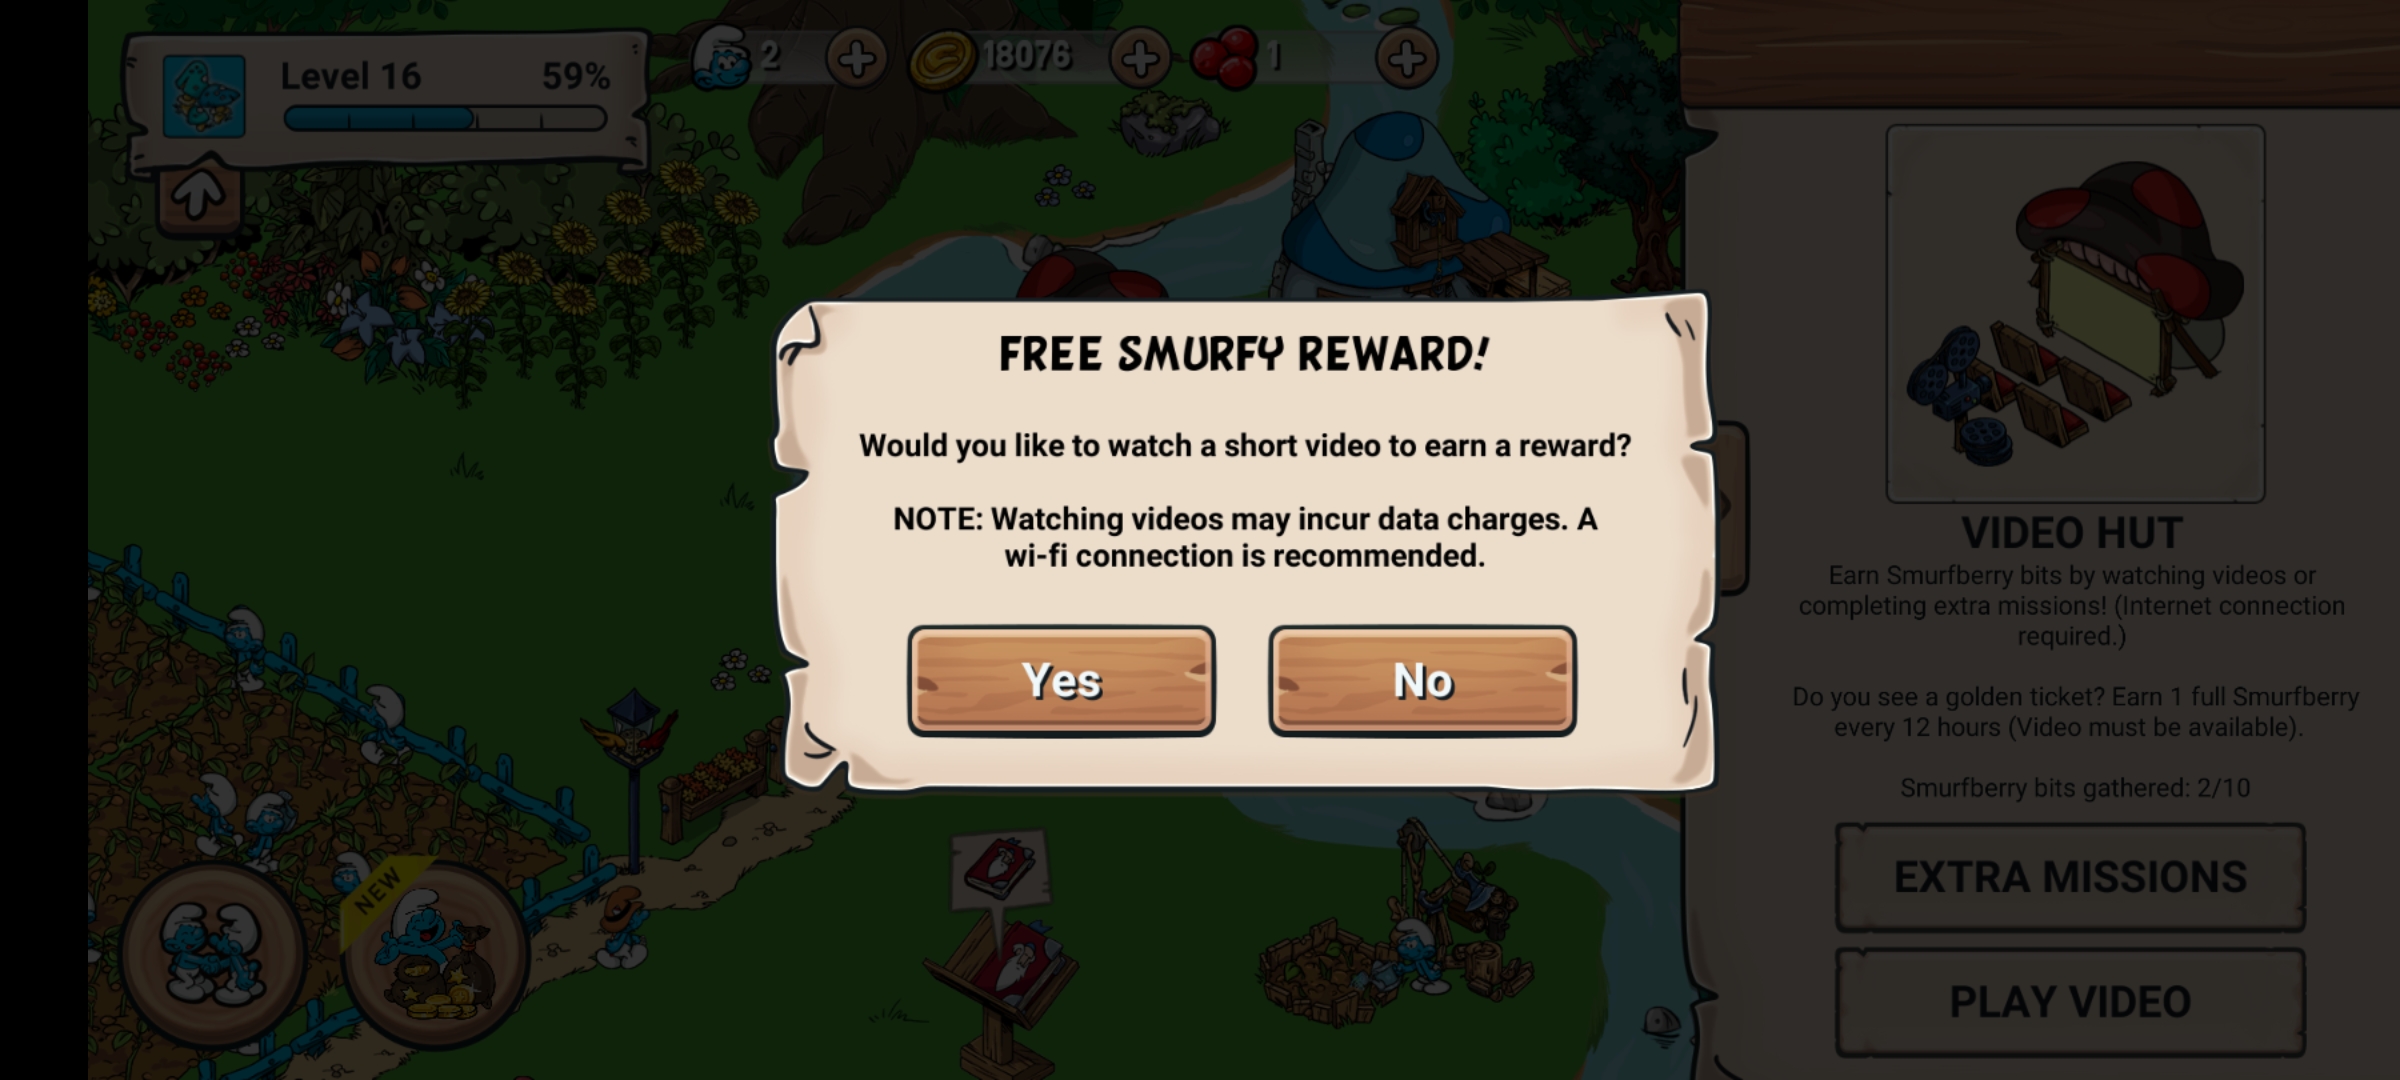 Level 16
59%
2
18076
1
FREE SMURFY REWARD!
Would you like to watch a short video to earn a reward?
NOTE: Watching videos may incur data charges. A
wi-fi connection is recommended.
Yes
No
VIDEO HUT
Earn Smurfberry bits by watching videos or
completing extra missions! (Internet connection
required.)
Do you see a golden ticket? Earn 1 full Smurfberry
every 12 hours (Video must be available).
Smurfberry bits gathered: 2/10
EXTRA MISSIONS
PLAY VIDEO
NEW